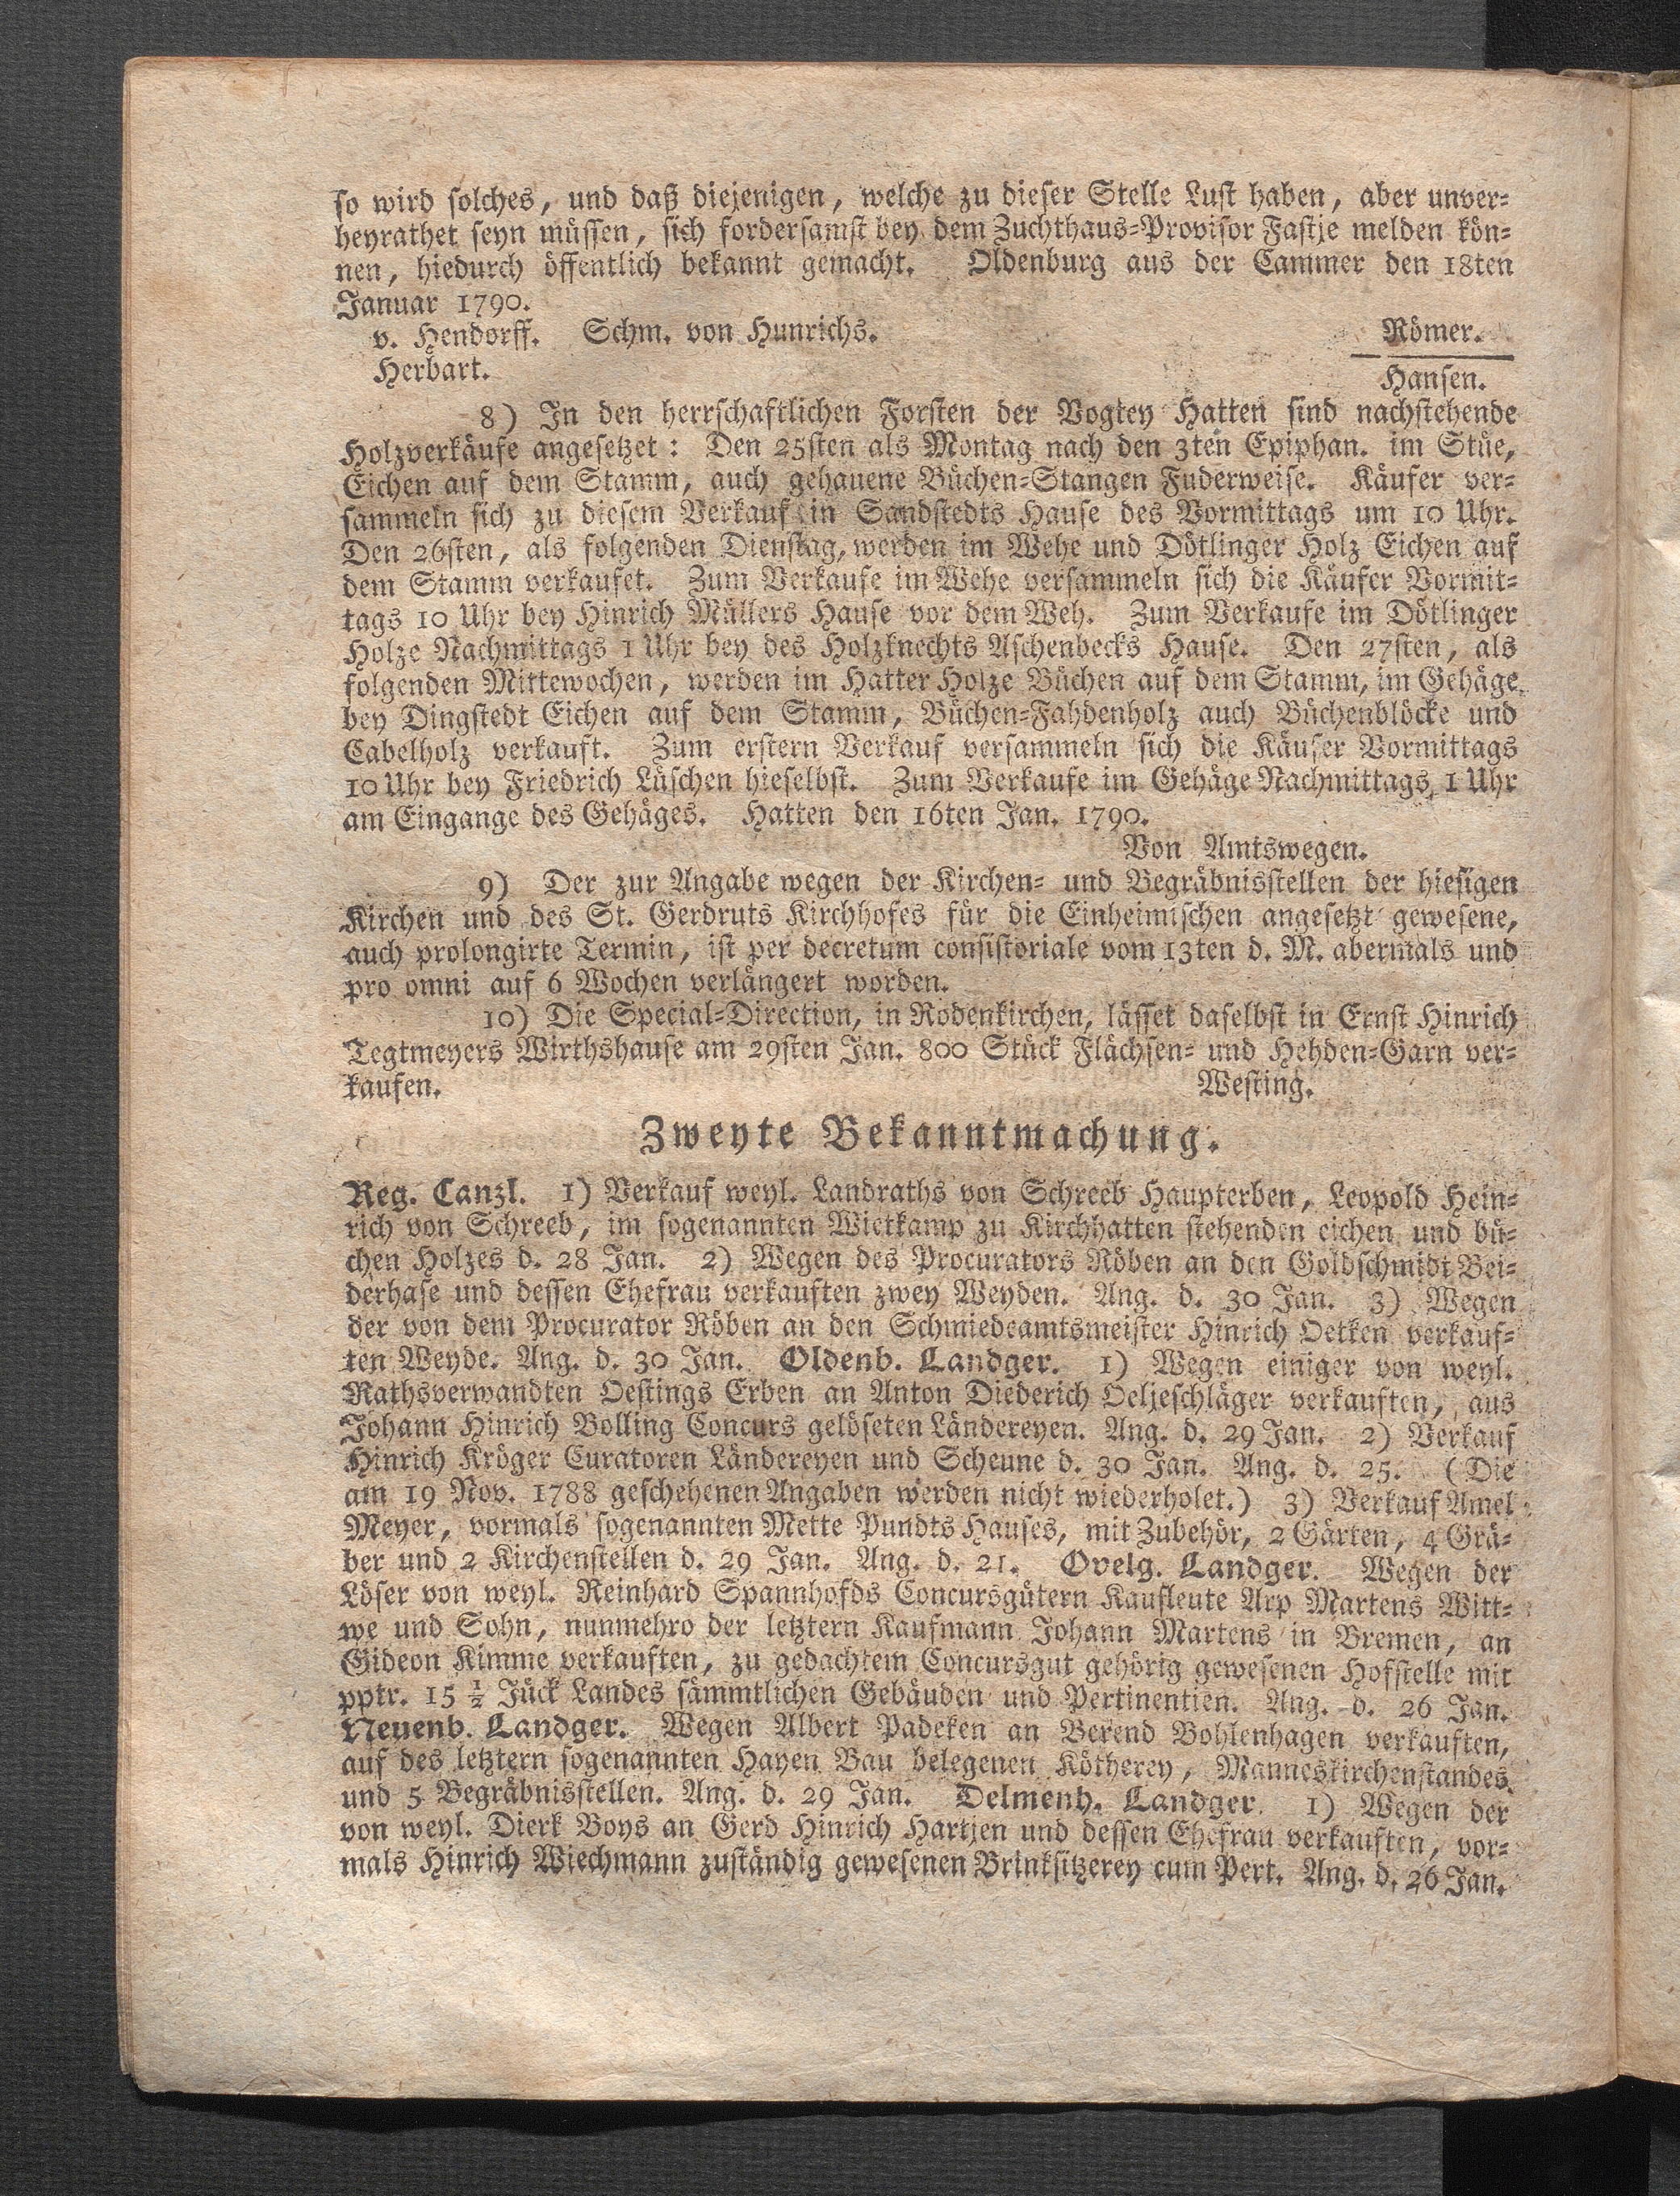 so wird solches, und daß diejenigen, welche zu dieser Stelle Lust haben, aber unver-
heyrathet seyn müssen, sich fordersamst bey dem Zuchthaus-Provisor Fastje melden kön-
nen, hiedurch öffentlich bekannt gemacht. Oldenburg aus der Cammer den 18ten
Januar 1790.
v. Hendorff. Schm. von Hunrichs. Römer.
Herbart. Hansen.
8) In den herrschaftlichen Forsten der Vogtey Hatten sind nachstehende
Holzverkäufe angesetzet: Den 25sten als Montag nach den 3ten Epiphan. im Stüe,
Eichen auf dem Stamm, auch gehauene Büchen-Stangen Fuderweise. Käufer ver-
sammeln sich zu diesem Verkauf in Sandstedts Hause des Vormittags um 10 Uhr.
Den 26sten, als folgenden Dienstag, werden im Wehe und Dötlinger Holz Eichen auf
dem Stamm verkaufet. Zum Verkaufe im Wehe versammeln sich die Käufer Vormit-
tags 10 Uhr bey Hinrich Müllers Hause vor dem Weh. Zum Verkaufe im Dötlinger
Holze Nachmittags 1 Uhr bey des Holzknechts Aschenbecks Hause. Den 27sten, als
folgenden Mittewochen, werden im Hatter Holze Büchen auf dem Stamm, im Gehäge
bey Dingstedt Eichen auf dem Stamm, Büchen-Fahdenholz auch Büchenblöcke und
Cabelholz verkauft. Zum erstern Verkauf versammeln sich die Käufer Vormittags
10 Uhr bey Friedrich Lüschen hieselbst. Zum Verkaufe im Gehäge Nachmittags 1 Uhr
am Eingange des Gehäges. Hatten den 16ten Jan. 1790.
Von Amtswegen.
9) Der zur Angabe wegen der Kirchen- und Begräbnisstellen der hiesigen
Kirchen und des St. Gerdruts Kirchhofes für die Einheimischen angesetzt gewesene,
auch prolongirte Termin, ist per decretum consistoriale vom 13ten d. M. abermals und
pro omni auf 6 Wochen verlängert worden.
10) Die Special-Direction, in Rodenkirchen, lässet daselbst in Ernst Hinrich
Tegtmeyers Wirthshause am 29sten Jan. 800 Stück Flächsen- und Hehden-Garn ver-
kaufen. Westing.
Zweyte Bekanntmachung.
Reg. Canzl. 1) Verkauf weyl. Landraths von Schreeb Haupterben, Leopold Hein-
rich von Schreeb, im sogenannten Wietkamp zu Kirchhatten stehenden eichen und bü-
chen Holzes d. 28 Jan. 2) Wegen des Procurators Röben an den Goldschmidt Bei-
derhase und dessen Ehefrau verkauften zwey Weyden. Ang. d. 30 Jan. 3) Wegen
der von dem Procurator Röben an den Schmiedeamtsmeister Hinrich Oetken verkauf-
ten Weyde. Ang. d. 30 Jan. Oldenb. Landger. 1) Wegen einiger von weyl.
Rathsverwandten Oestings Erben an Anton Diederich Oeljeschläger verkauften, aus
Johann Hinrich Bolling Concurs gelöseten Ländereyen. Ang. d. 29 Jan. 2) Verkauf
Hinrich Kröger Curatoren Ländereyen und Scheune d. 30 Jan. Ang. d. 25. (Die
am 19 Nov. 1788 geschehenen Angaben werden nicht wiederholet.) 3) Verkauf Amel
Meyer, vormals sogenannten Mette Pundts Hauses, mit Zubehör, 2 Gärten, 4 Grä-
ber und 2 Kirchenstellen d. 29 Jan. Ang. d. 21. Ovelg. Landger. Wegen der
Löser von weyl. Reinhard Spannhofds Concursgütern Kaufleute Arp Martens Witt-
we und Sohn, nunmehro der letztern Kaufmann Johann Martens in Bremen, an
Gideon Kimme verkauften, zu gedachtem Concursgut gehörig gewesenen Hofstelle mit
pptr. 15 ½ Jück Landes sämmtlichen Gebäuden und Pertinentien. Ang. d. 26 Jan.
Neuenb. Landger. Wegen Albert Padeken an Berend Bohlenhagen verkauften,
auf des letztern sogenannten Hayen Bau belegenen Kötherey, Manneskirchenstandes
und 5 Begräbnisstellen. Ang. d. 29 Jan. Delmenh. Landger. 1) Wegen der
von weyl. Dierk Boys an Gerd Hinrich Hartjen und dessen Ehefrau verkauften, vor-
mals Hinrich Wiechmann zuständig gewesenen Brinksitzerey cum Pert. Ang. d. 26 Jan.